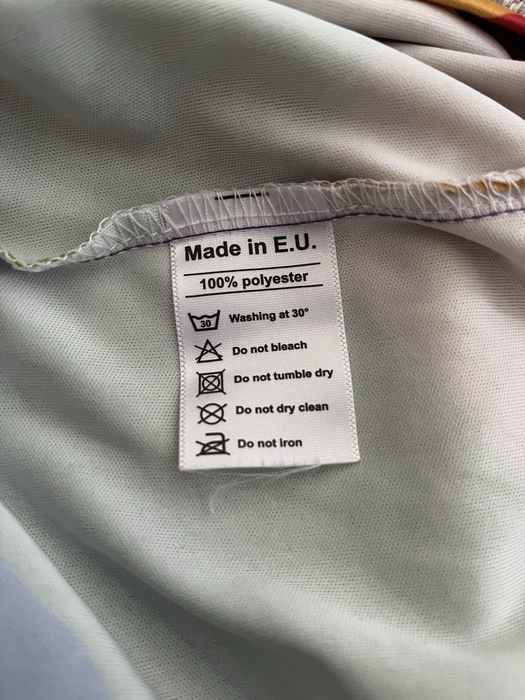 Made in E.U.
100% polyester
30 Washing at 30°
Do not bleach
Do not tumble dry
Do not dry clean
Do not iron